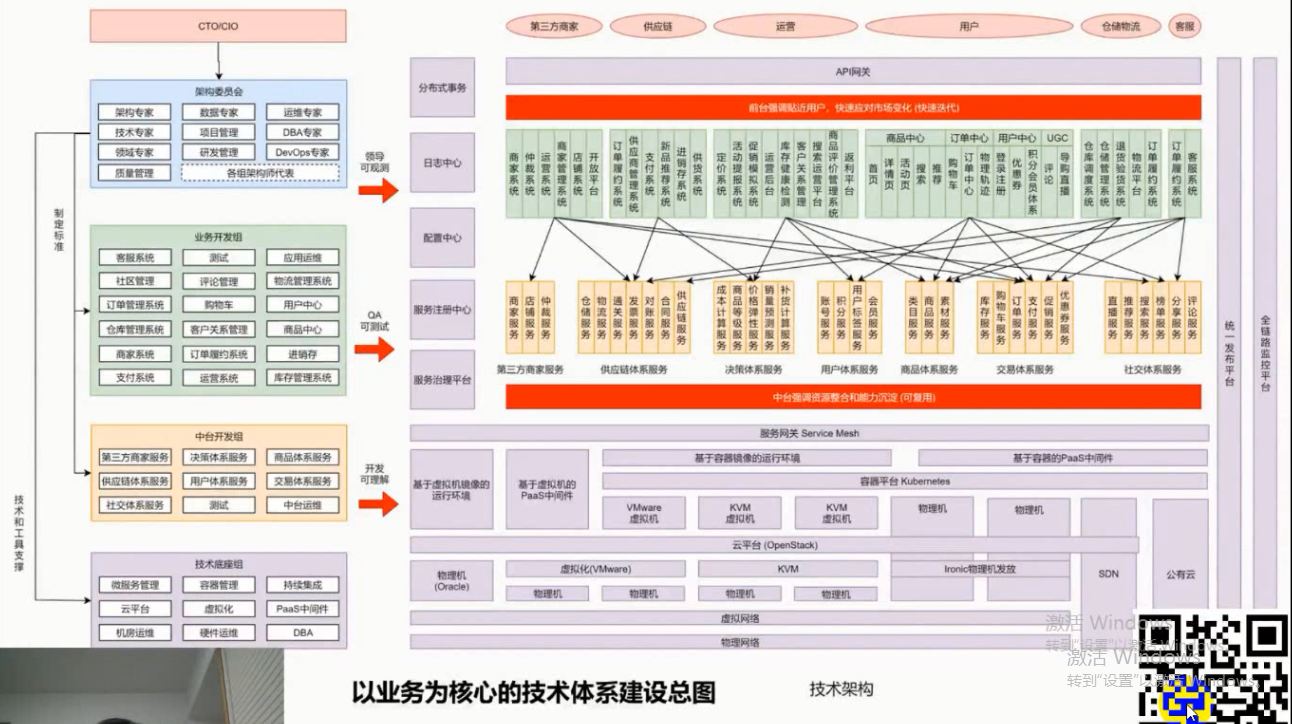 CTO/CIO
架构委员会
架构专家 数据专家 运维专家
技术专家 项目管理 DBA专家
领域专家 研发管理 DevOps专家
质量管理 各组架构师代表
制定标准
技术和工具支撑
业务开发组
客服系统 测试 应用运维
社区管理 评论管理 物流管理系统
订单管理系统 购物车 用户中心
仓库管理系统 客户关系管理 商品中心
商家系统 订单履约系统 进销存
支付系统 运营系统 库存管理系统
中台开发组
第三方商家服务 决策体系服务 商品体系服务
供应链体系服务 用户体系服务 交易体系服务
社交体系服务 测试 中台运维
技术底座组
微服务管理 容器管理 持续集成
云平台 虚拟化 PaaS中间件
机房运维 硬件运维 DBA
领导
可观测
QA
可测试
开发
可理解
第三方商家 供应链 运营 用户 仓储物流 客服
分布式事务
日志中心
配置中心
服务注册中心
服务治理平台
API网关
前台强调贴近用户，快速应对市场变化 (快速迭代)
商家系统
仲裁系统
运营系统
商家管理系统
店铺系统
开放平台
订单履约系统
供应商管理系统
支付系统
新品推荐系统
进销存系统
供货系统
定价系统
活动提报系统
促销模拟系统
运营后台
库存健康检测
客户关系管理
搜索运营平台
商品评价管理系统
返利平台
商品中心 订单中心 用户中心 UGC
首页
详情页
活动页
搜索
推荐
购物车
订单中心
物理轨迹
登录注册
优惠券
积分会员体系
评论
导购直播
仓库调度系统
仓储管理系统
退货验货系统
物流平台
订单履约系统
订单履约系统
客服系统
商家服务
店铺服务
仲裁服务
仓储服务
物流服务
通关服务
发票服务
对账服务
合同服务
供应链服务
成本计算服务
商品等级服务
价格弹性服务
销量预测服务
补货计算服务
账号服务
积分服务
用户标签服务
会员服务
类目服务
商品服务
素材服务
库存服务
购物车服务
订单服务
支付服务
促销服务
优惠券服务
直播服务
推荐服务
搜索服务
榜单服务
分享服务
评论服务
第三方商家服务 供应链体系服务 决策体系服务 用户体系服务 商品体系服务 交易体系服务 社交体系服务
中台强调资源整合和能力沉淀 (可复用)
服务网关 Service Mesh
基于虚拟机镜像的
运行环境
基于虚拟机的
PaaS中间件
基于容器镜像的运行环境 基于容器的PaaS中间件
容器平台 Kubernetes
VMware
虚拟机
KVM
虚拟机
KVM
虚拟机
物理机 物理机
云平台 (OpenStack)
物理机
(Oracle)
虚拟化(VMware) KVM Ironic物理机发放
物理机 物理机 物理机 物理机
SDN 公有云
虚拟网络
物理网络
统一发布平台
全链路监控平台
以业务为核心的技术体系建设总图 技术架构
激活 Windows
转到"设置"以激活 Windows。
激活 Windows
转到"设置"以激活 Windows。